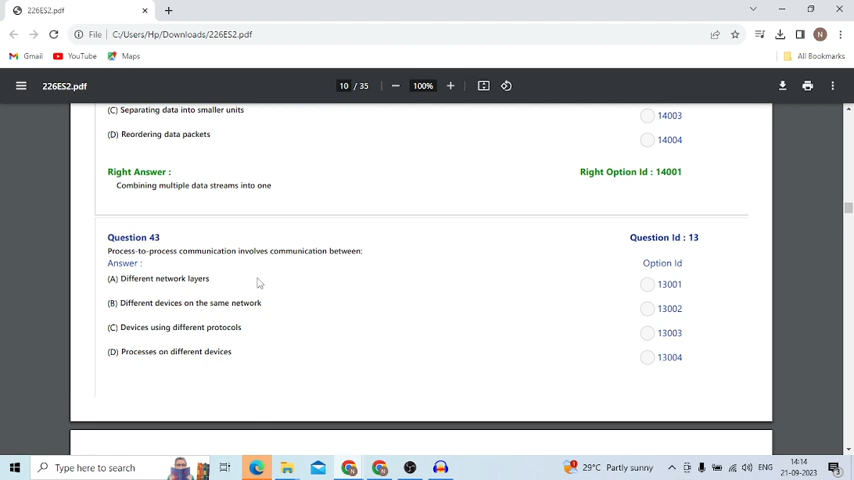 226ES2.pdf
File
C:/Users/Hp/Downloads/226ES2.pdf
N
Gmail
YouTube
Maps
All Bookmarks
226ES2.pdf
10 / 35
100%
(C) Separating data into smaller units
14003
(D) Reordering data packets
14004
Right Answer :
Right Option Id : 14001
Combining multiple data streams into one
Question 43
Question Id : 13
Process-to-process communication involves communication between:
Answer :
Option Id
(A) Different network layers
13001
(B) Different devices on the same network
13002
(C) Devices using different protocols
13003
(D) Processes on different devices
13004
Type here to search
29°C Partly sunny
ENG
14:14
21-09-2023
3